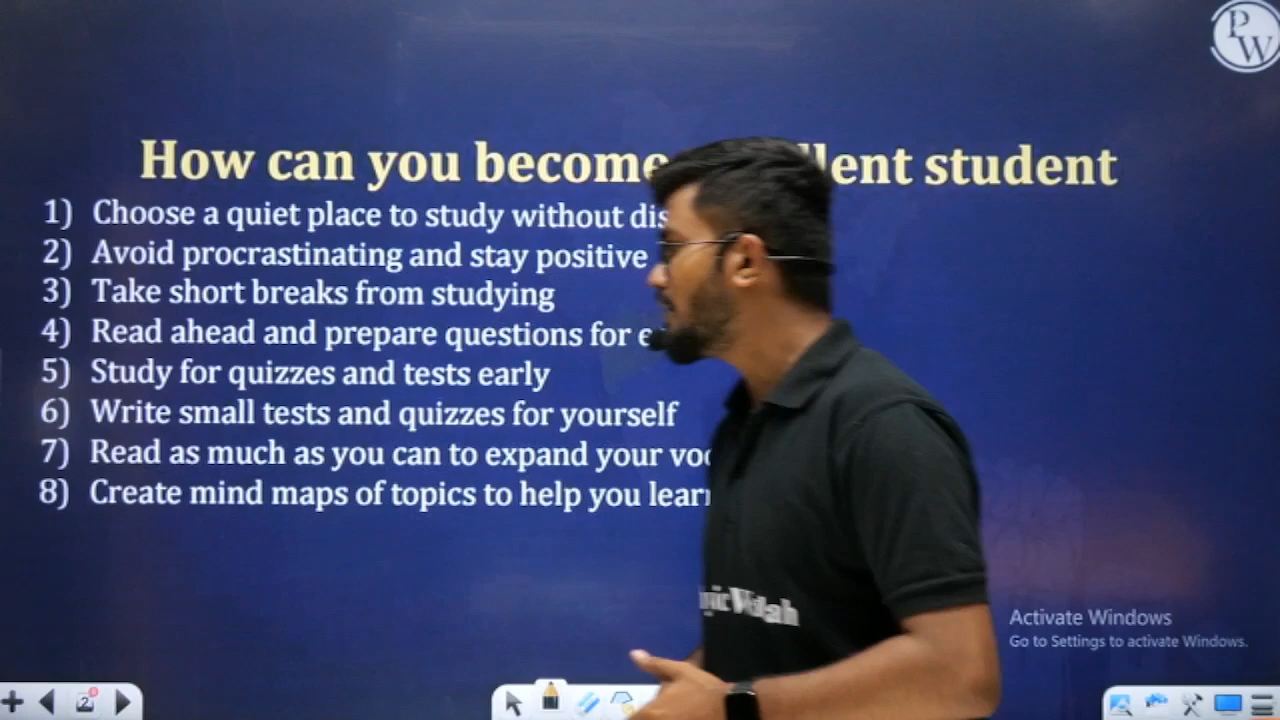 PW
How can you become llent student
1) Choose a quiet place to study without dis
2) Avoid procrastinating and stay positive
3) Take short breaks from studying
4) Read ahead and prepare questions for e
5) Study for quizzes and tests early
6) Write small tests and quizzes for yourself
7) Read as much as you can to expand your voc
8) Create mind maps of topics to help you learn
Activate Windows
Go to Settings to activate Windows.
2